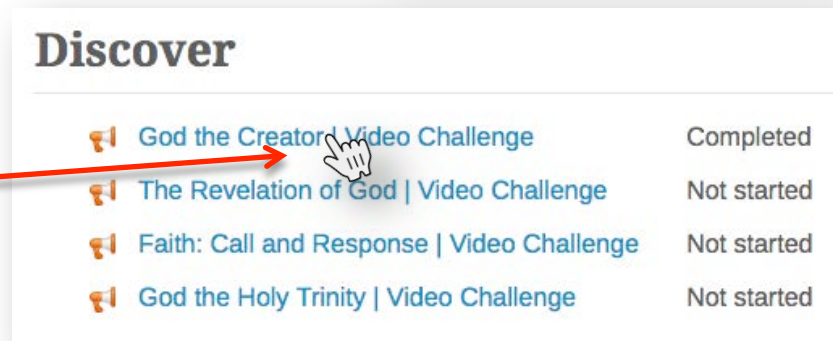 Discover
God the Creator | Video Challenge Completed
The Revelation of God | Video Challenge Not started
Faith: Call and Response | Video Challenge Not started
God the Holy Trinity | Video Challenge Not started